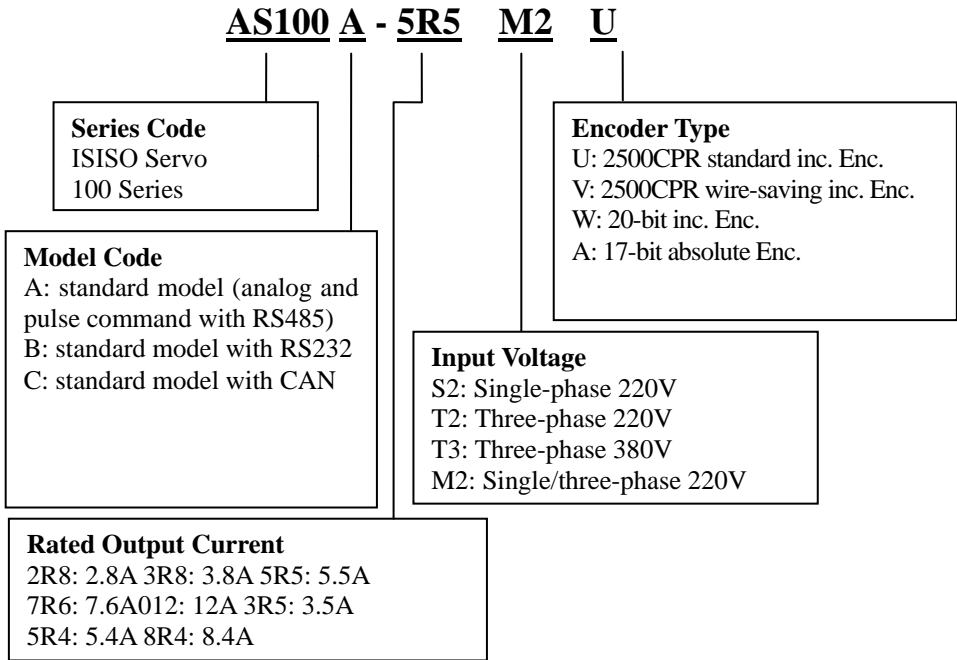 AS100 A - 5R5 M2 U
Series Code
ISISO Servo
100 Series
Encoder Type
U: 2500CPR standard inc. Enc.
V: 2500CPR wire-saving inc. Enc.
W: 20-bit inc. Enc.
A: 17-bit absolute Enc.
Model Code
A: standard model (analog and
pulse command with RS485)
B: standard model with RS232
C: standard model with CAN
Input Voltage
S2: Single-phase 220V
T2: Three-phase 220V
T3: Three-phase 380V
M2: Single/three-phase 220V
Rated Output Current
2R8: 2.8A 3R8: 3.8A 5R5: 5.5A
7R6: 7.6A012: 12A 3R5: 3.5A
5R4: 5.4A 8R4: 8.4A